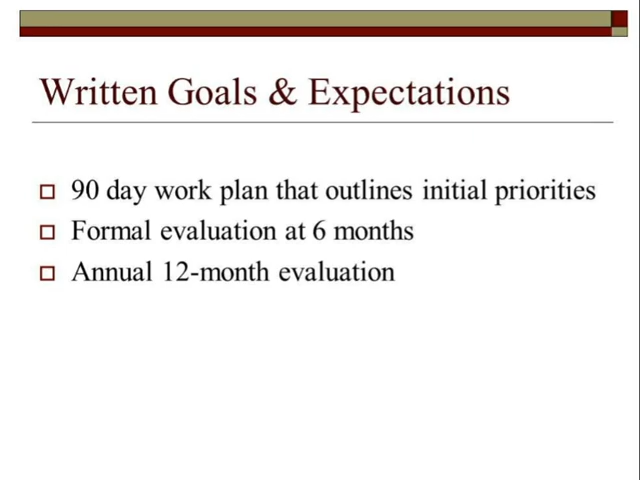 Written Goals & Expectations
90 day work plan that outlines initial priorities
Formal evaluation at 6 months
Annual 12-month evaluation